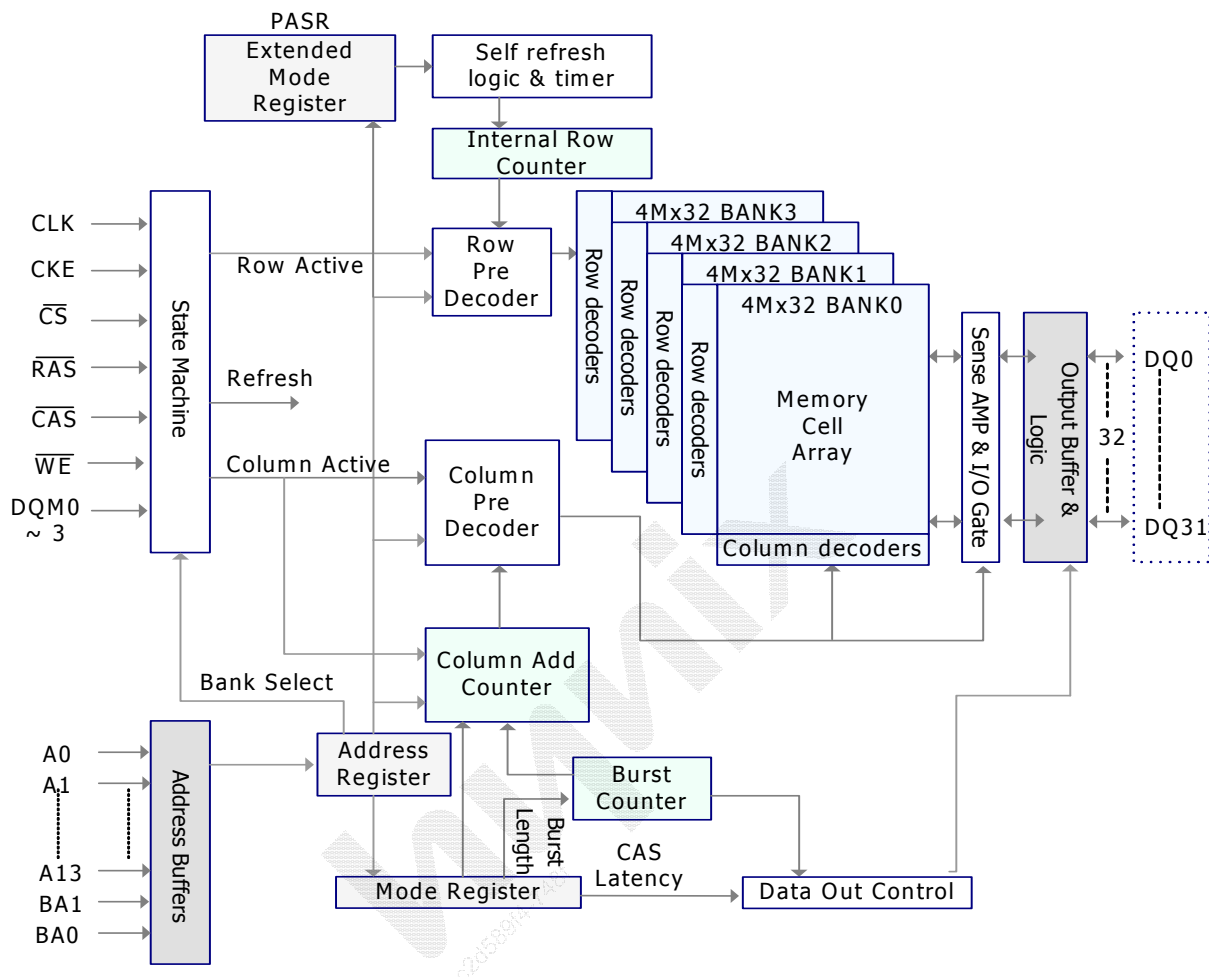 PASR
Extended
Mode
Register
Self refresh
logic & timer
Internal Row
Counter
CLK
CKE
CS
RAS
CAS
WE
DQM0
~ 3
State Machine
Row Active
Refresh
Column Active
Row
Pre
Decoder
Column
Pre
Decoder
Row decoders
Row decoders
Row decoders
Row decoders
4Mx32 BANK3
4Mx32 BANK2
4Mx32 BANK1
4Mx32 BANK0
Memory
Cell
Array
Column decoders
Sense AMP & I/O Gate
Output Buffer &
Logic
DQ0
32
DQ31
Bank Select
Column Add
Counter
A0
A1
A13
BA1
BA0
Address Buffers
Address
Register
Burst
Counter
Burst
Length
CAS
Latency
Mode Register
Data Out Control